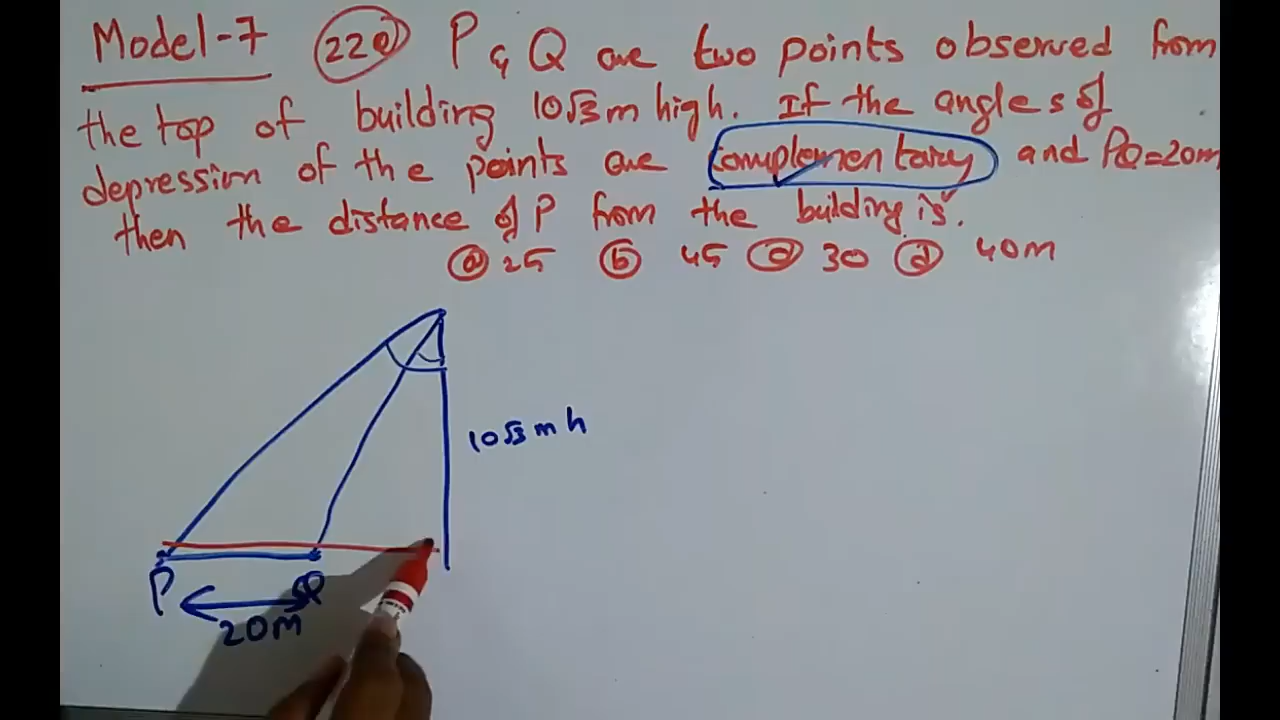 Model-7 22Q P & Q are two points observed from
the top of building 10√3 m high. If the angles of
depression of the points are complementary and PQ=20m
then the distance of P from the building is.
ⓐ 25 ⓑ 45 ⓒ 30 ⓓ 40m
10√3 m h
P Q
20m